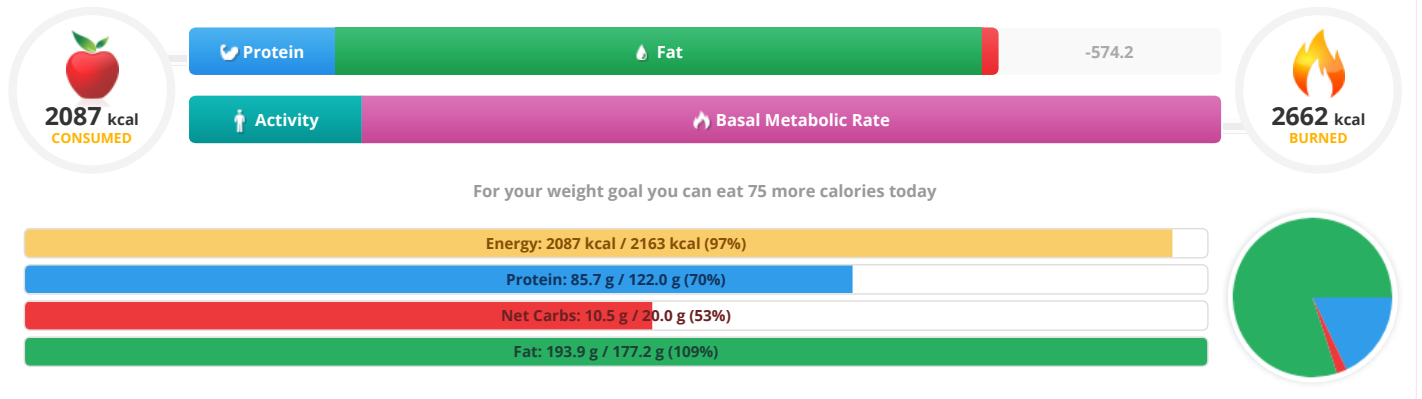 Protein
Fat
-574.2
2087 kcal
CONSUMED
2662 kcal
BURNED
Activity
Basal Metabolic Rate
For your weight goal you can eat 75 more calories today
Energy: 2087 kcal / 2163 kcal (97%)
Protein: 85.7 g / 122.0 g (70%)
Net Carbs: 10.5 g / 20.0 g (53%)
Fat: 193.9 g / 177.2 g (109%)